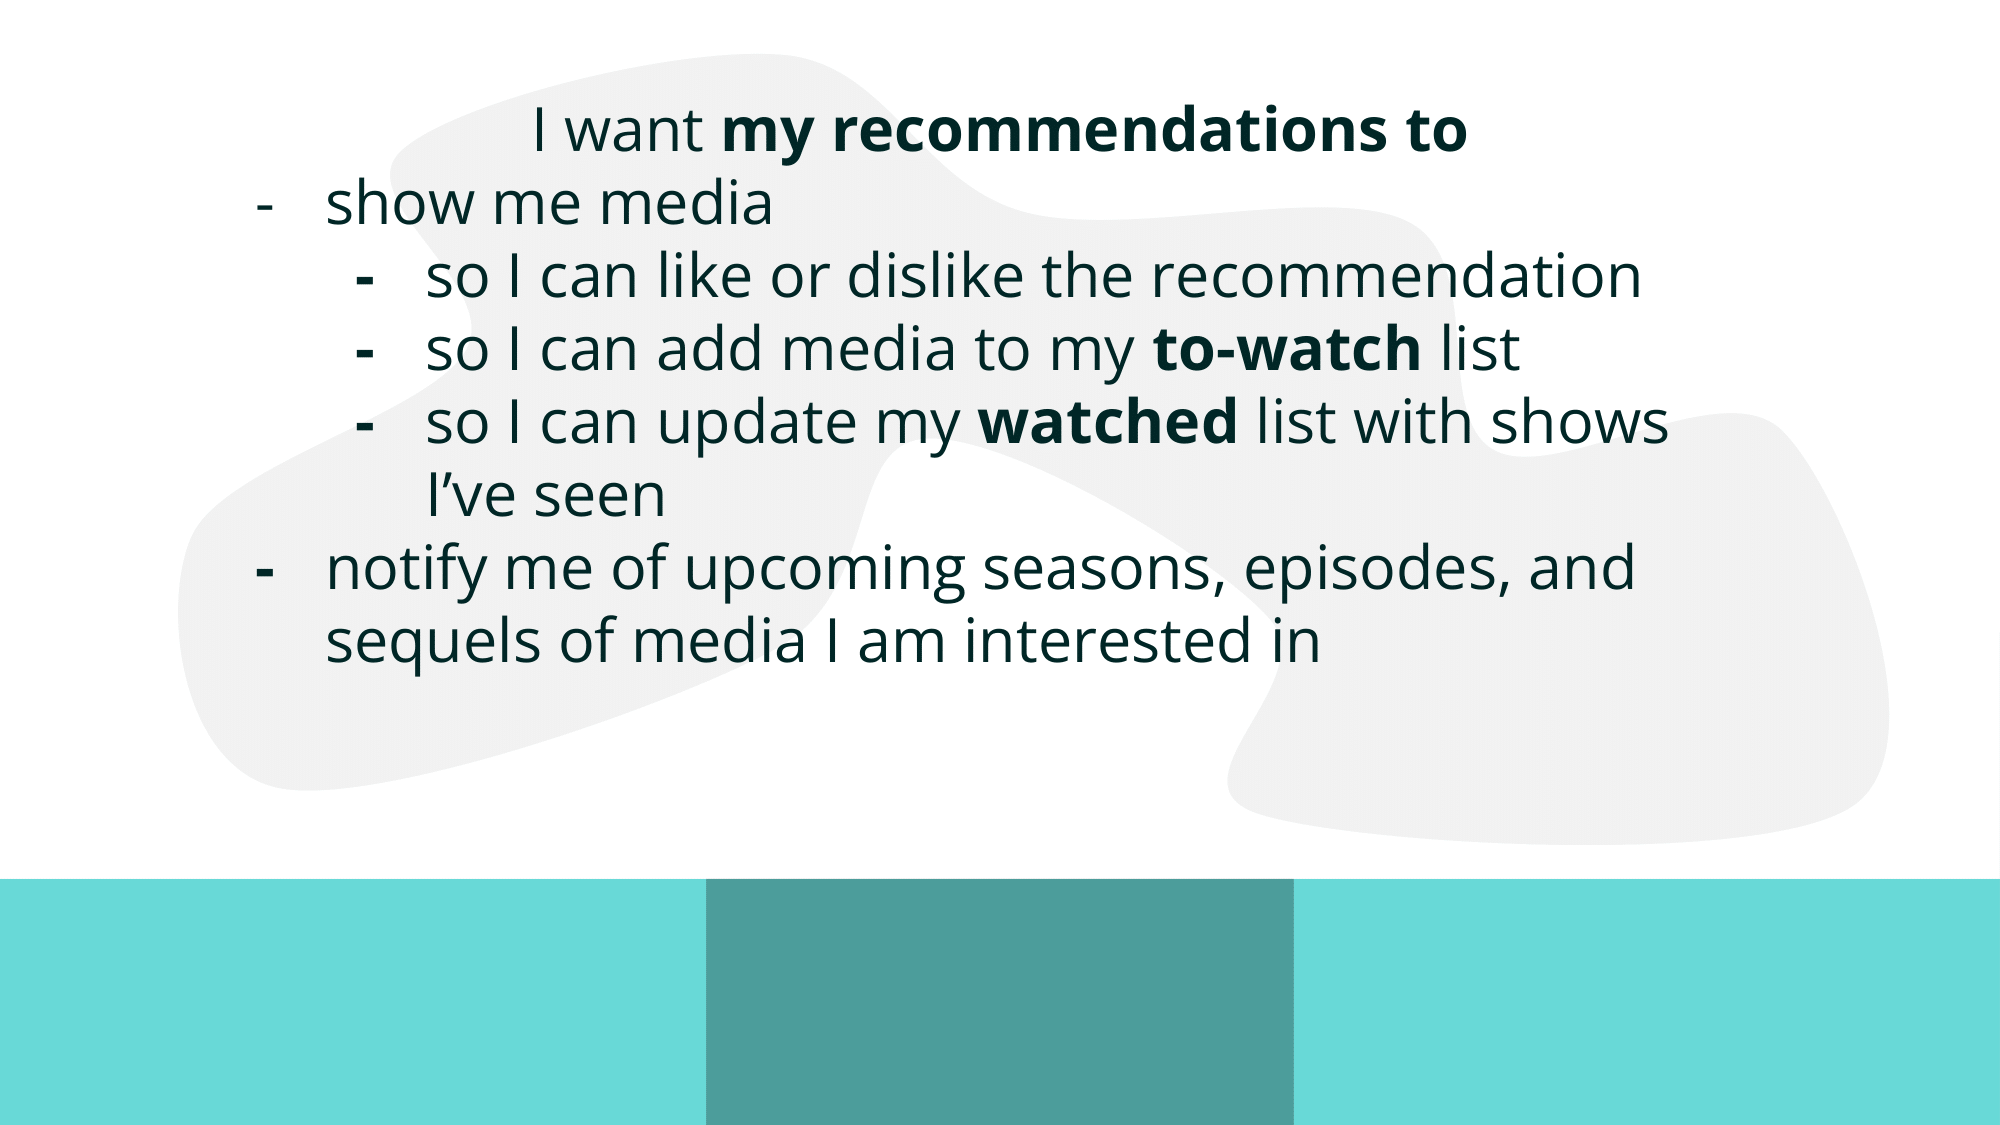 I want my recommendations to
- show me media
- so I can like or dislike the recommendation
- so I can add media to my to-watch list
- so I can update my watched list with shows
I’ve seen
- notify me of upcoming seasons, episodes, and
sequels of media I am interested in